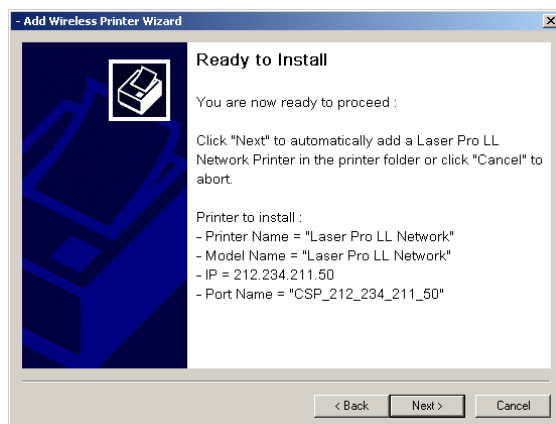 - Add Wireless Printer Wizard
Ready to Install
You are now ready to proceed :
Click "Next" to automatically add a Laser Pro LL
Network Printer in the printer folder or click "Cancel" to
abort.
Printer to install :
- Printer Name = "Laser Pro LL Network"
- Model Name = "Laser Pro LL Network"
- IP = 212.234.211.50
- Port Name = "CSP_212_234_211_50"
< Back Next > Cancel